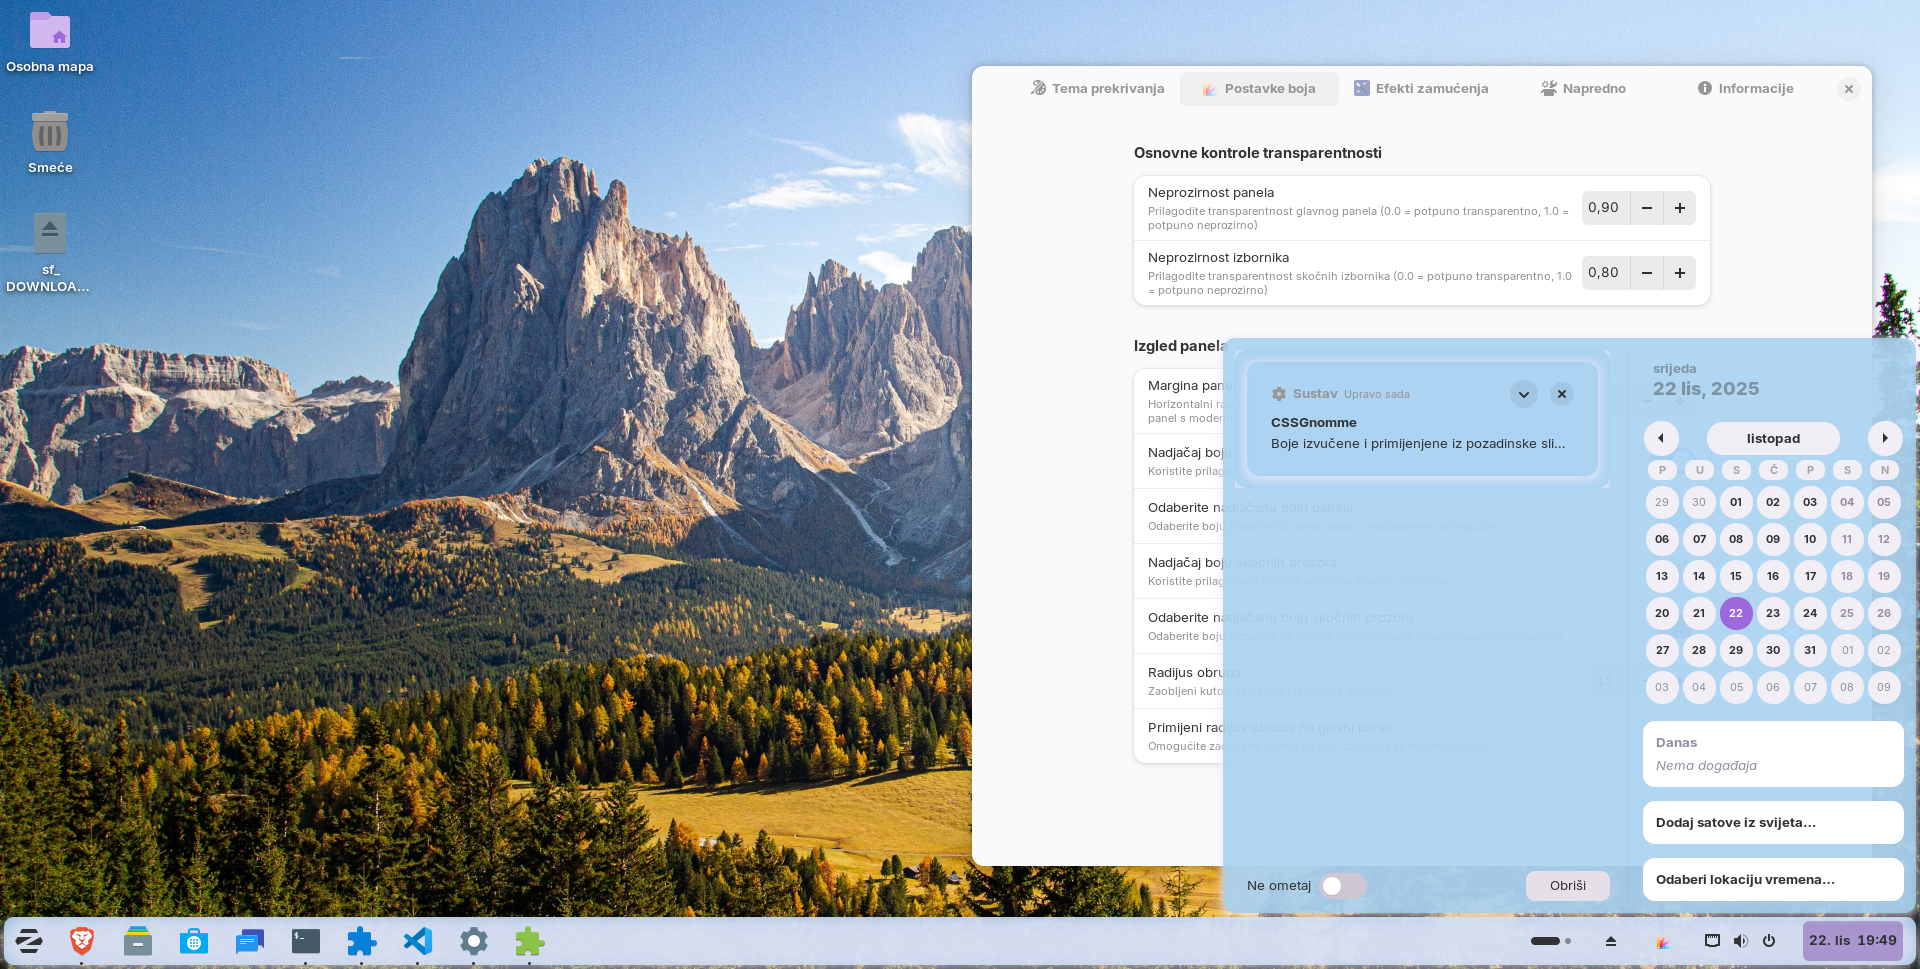 Osobna mapa
Smeće
sf_
DOWNLOA...
Tema prekrivanja
Postavke boja
Efekti zamućenja
Napredno
Informacije
Osnovne kontrole transparentnosti
Neprozirnost panela
Prilagodite transparentnost glavnog panela (0.0 = potpuno transparentno, 1.0 =
potpuno neprozirno)
0,90
Neprozirnost izbornika
Prilagodite transparentnost skočnih izbornika (0.0 = potpuno transparentno, 1.0
= potpuno neprozirno)
0,80
Izgled panela
Margina panela
Horizontalni
panel s
Nadjačaj boju
Koristite
Odaberite nadjačanu boju panela
Odaberite boju
Nadjačaj boju skočnih prozora
Koristite
Odaberite nadjačanu boju skočnih prozora
Odaberite boju
Radijus obruba
Zaobljeni
12
Primijeni radijus obruba na glavni panel
Omogućite
Sustav Upravo sada
CSSGnomme
Boje izvučene i primijenjene iz pozadinske sli...
Ne ometaj
Obriši
srijeda
22 lis, 2025
listopad
P U S Č P S N
29 30 01 02 03 04 05
06 07 08 09 10 11 12
13 14 15 16 17 18 19
20 21 22 23 24 25 26
27 28 29 30 31 01 02
03 04 05 06 07 08 09
Danas
Nema događaja
Dodaj satove iz svijeta...
Odaberi lokaciju vremena...
22. lis 19:49